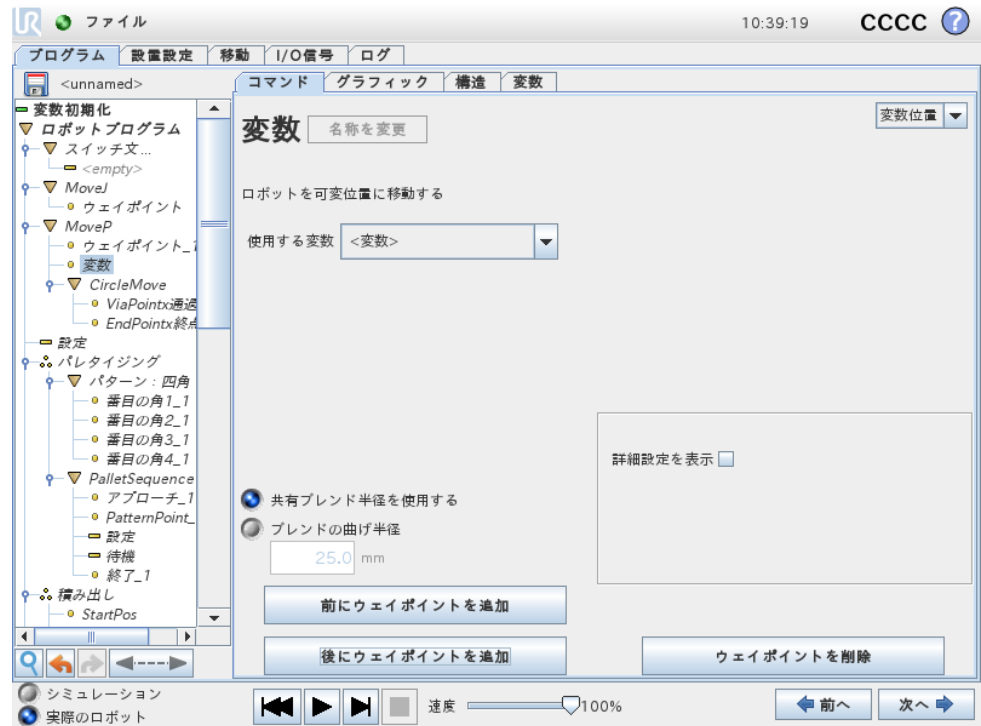 UR ファイル 10:39:19 CCCC ?
プログラム 設置設定 移動 I/O信号 ログ
<unnamed>
コマンド グラフィック 構造 変数
変数初期化
ロボットプログラム
スイッチ文...
<empty>
MoveJ
ウェイポイント
MoveP
ウェイポイント_1
変数
CircleMove
ViaPointx通過
EndPointx終点
設定
パレタイジング
パターン : 四角
番目の角1_1
番目の角2_1
番目の角3_1
番目の角4_1
PalletSequence
アプローチ_1
PatternPoint_
設定
待機
終了_1
積み出し
StartPos
変数 名称を変更
変数位置
ロボットを可変位置に移動する
使用する変数 <変数>
詳細設定を表示
共有ブレンド半径を使用する
ブレンドの曲げ半径
25.0 mm
前にウェイポイントを追加
後にウェイポイントを追加
ウェイポイントを削除
シミュレーション
実際のロボット
速度 100%
前へ 次へ